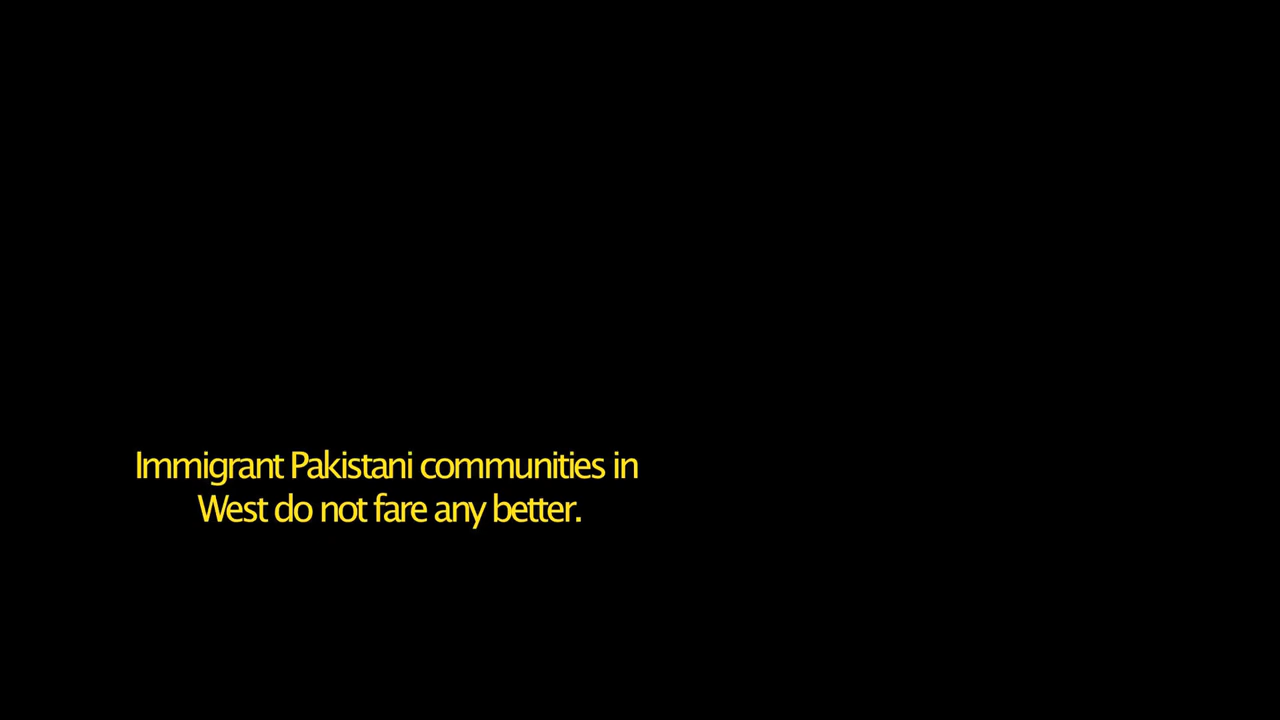 Immigrant Pakistani communities in
West do not fare any better.